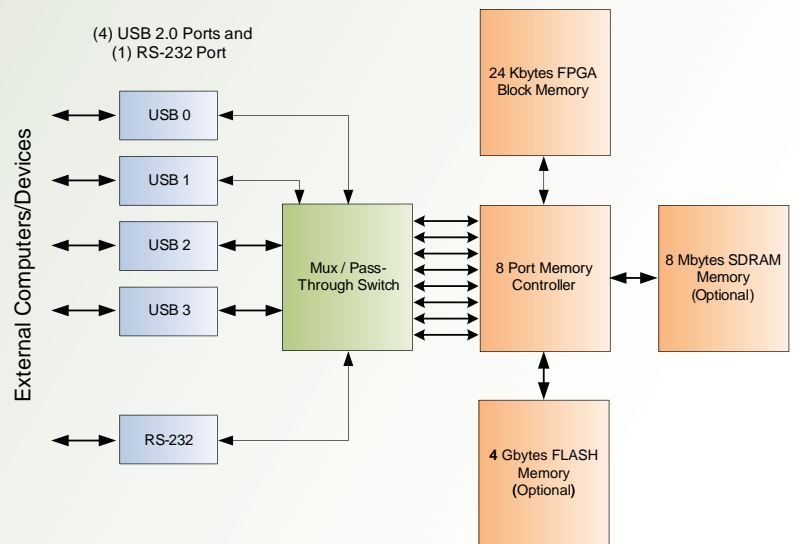 (4) USB 2.0 Ports and
(1) RS-232 Port
External Computers/Devices
USB 0
USB 1
USB 2
USB 3
RS-232
Mux / Pass-
Through Switch
24 Kbytes FPGA
Block Memory
8 Port Memory
Controller
8 Mbytes SDRAM
Memory
(Optional)
4 Gbytes FLASH
Memory
(Optional)